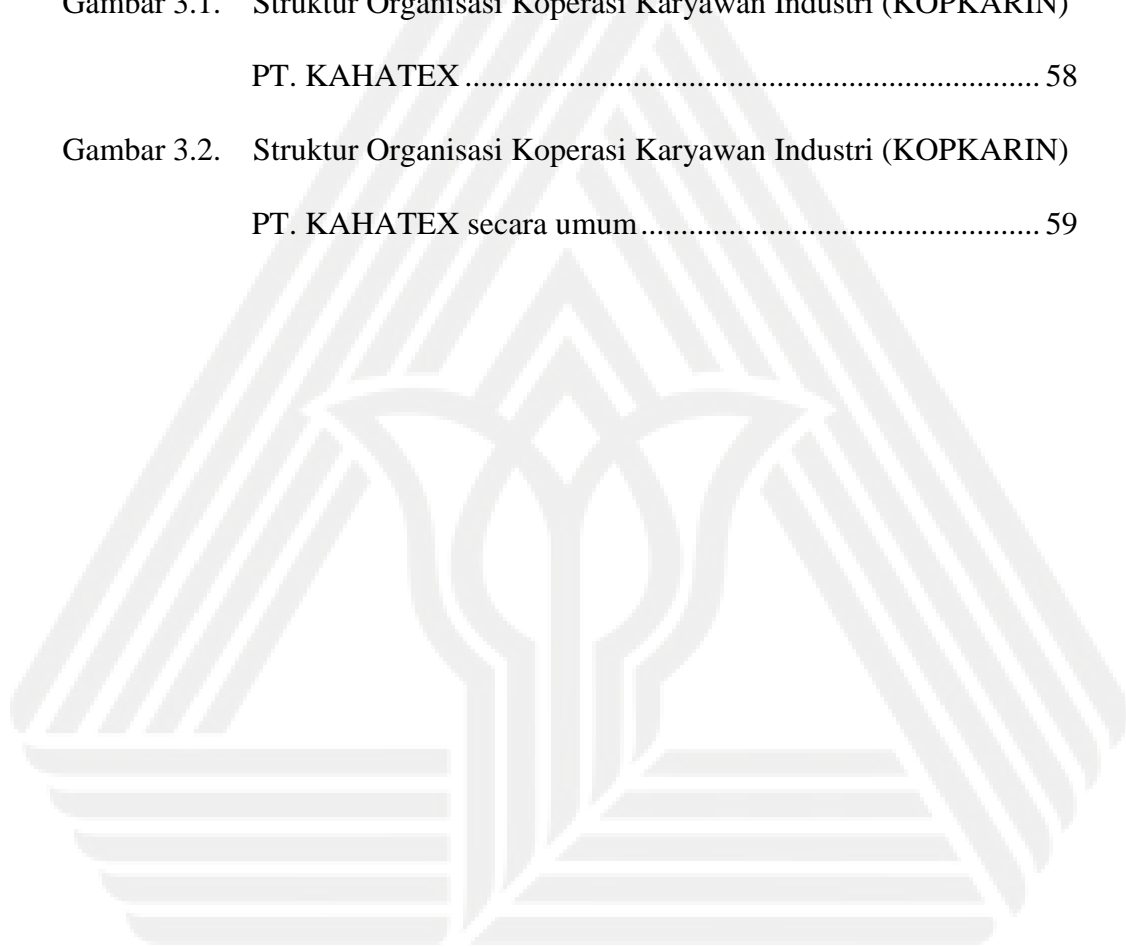 Gambar 3.1. Struktur Organisasi Koperasi Karyawan Industri (KOPKARIN)
PT. KAHATEX ........................................................................ 58
Gambar 3.2. Struktur Organisasi Koperasi Karyawan Industri (KOPKARIN)
PT. KAHATEX secara umum .................................................. 59